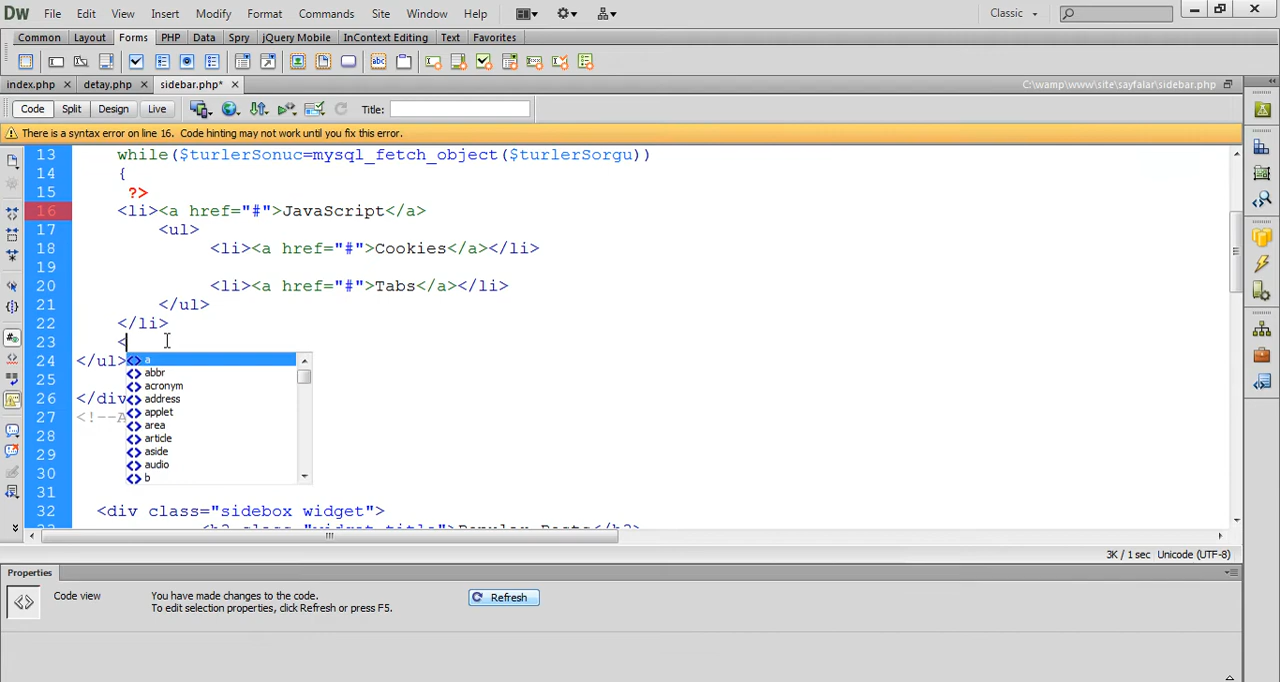 Dw File Edit View Insert Modify Format Commands Site Window Help Classic
Common Layout Forms PHP Data Spry jQuery Mobile InContext Editing Text Favorites
index.php detay.php sidebar.php* C:\wamp\www\site\sayfalar\sidebar.php
Code Split Design Live Title:
There is a syntax error on line 16. Code hinting may not work until you fix this error.
13 while($turlerSonuc=mysql_fetch_object($turlerSorgu))
14 {
15 ?>
16 <li><a href="#">JavaScript</a>
17 <ul>
18 <li><a href="#">Cookies</a></li>
19
20 <li><a href="#">Tabs</a></li>
21 </ul>
22 </li>
23 <
24 </ul>
25
26 </div
27 <!--A
28
29
30
31
32 <div class="sidebox widget">
a
abbr
acronym
address
applet
area
article
aside
audio
b
3K / 1 sec Unicode (UTF-8)
Properties
Code view You have made changes to the code. Refresh
To edit selection properties, click Refresh or press F5.